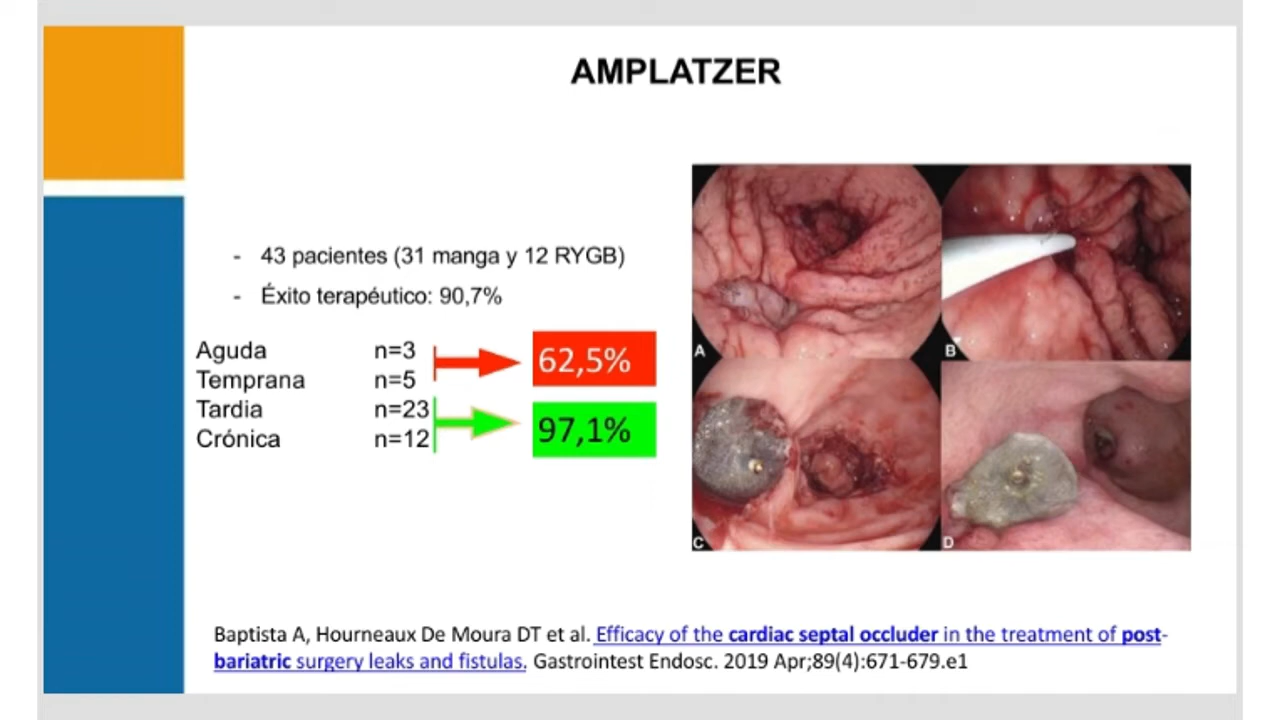 AMPLATZER
- 43 pacientes (31 manga y 12 RYGB)
- Éxito terapéutico: 90,7%
Aguda n=3
Temprana n=5
Tardia n=23
Crónica n=12
62,5%
97,1%
A
B
C
D
Baptista A, Hourneaux De Moura DT et al. Efficacy of the cardiac septal occluder in the treatment of post-
bariatric surgery leaks and fistulas. Gastrointest Endosc. 2019 Apr;89(4):671-679.e1